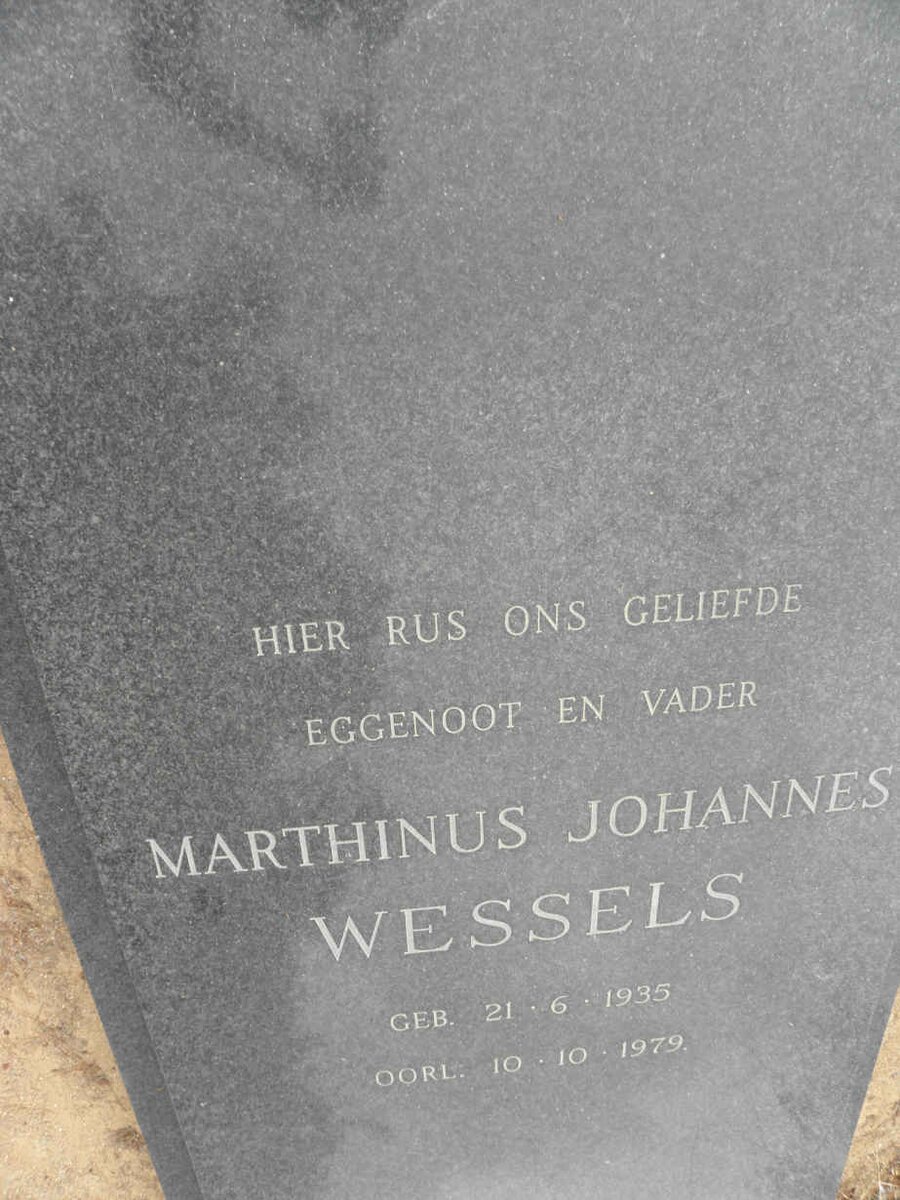 HIER RUS ONS GELIEFDE
EGGENOOT EN VADER
MARTHINUS JOHANNES
WESSELS
GEB. 21 · 6 · 1935
OORL. 10 · 10 · 1979.